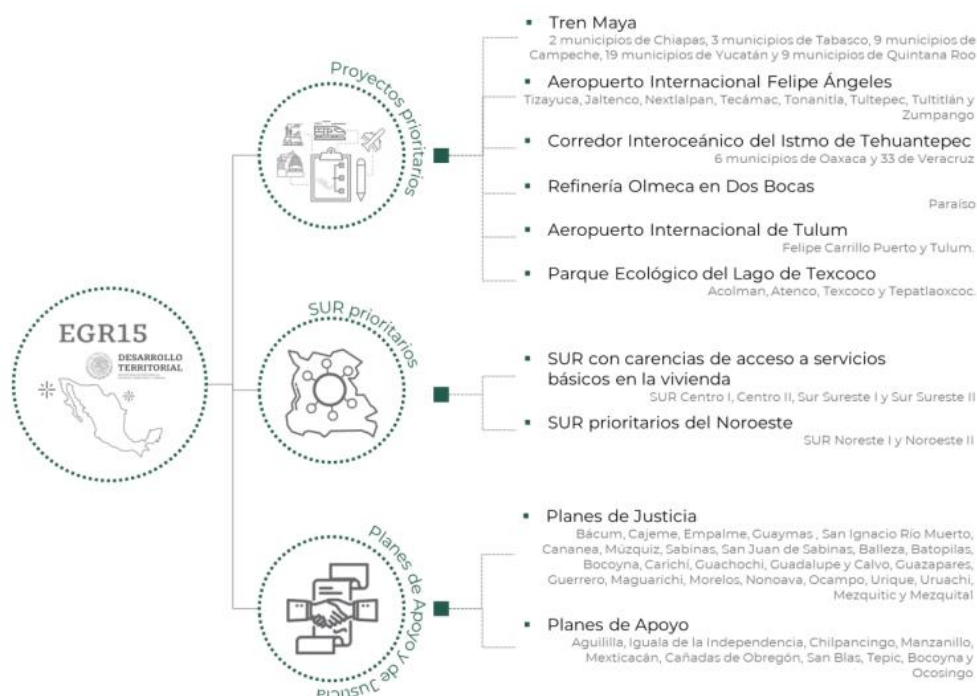 EGR15
DESARROLLO
TERRITORIAL
Proyectos prioritarios
Tren Maya
2 municipios de Chiapas, 3 municipios de Tabasco, 9 municipios de
Campeche, 19 municipios de Yucatán y 9 municipios de Quintana Roo
Aeropuerto Internacional Felipe Ángeles
Tizayuca, Jaltenco, Nextlalpan, Tecámac, Tonanitla, Tultepec, Tultitlán y
Zumpango
Corredor Interoceánico del Istmo de Tehuantepec
6 municipios de Oaxaca y 33 de Veracruz
Refinería Olmeca en Dos Bocas
Paraíso
Aeropuerto Internacional de Tulum
Felipe Carrillo Puerto y Tulum.
Parque Ecológico del Lago de Texcoco
Acolman, Atenco, Texcoco y Tepatlaoxcoc.
SUR prioritarios
SUR con carencias de acceso a servicios
básicos en la vivienda
SUR Centro I, Centro II, Sur Sureste I y Sur Sureste II
SUR prioritarios del Noroeste
SUR Noreste I y Noroeste II
Planes de Apoyo y de Justicia
Planes de Justicia
Bácum, Cajeme, Empalme, Guaymas, San Ignacio Río Muerto,
Cananea, Múzquiz, Sabinas, San Juan de Sabinas, Balleza, Batopilas,
Bocoyna, Carichí, Guachochi, Guadalupe y Calvo, Guazapares,
Guerrero, Maguarichi, Morelos, Nonoava, Ocampo, Urique, Uruachi,
Mezquitic y Mezquital
Planes de Apoyo
Aguililla, Iguala de la Independencia, Chilpancingo, Manzanillo,
Mexticacán, Cañadas de Obregón, San Blas, Tepic, Bocoyna y
Ocosingo